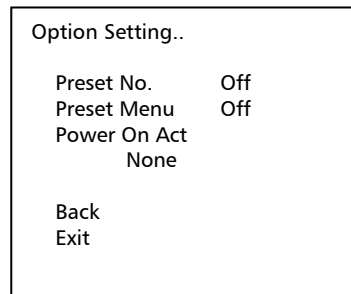 Option Setting..
Preset No. Off
Preset Menu Off
Power On Act
None
Back
Exit